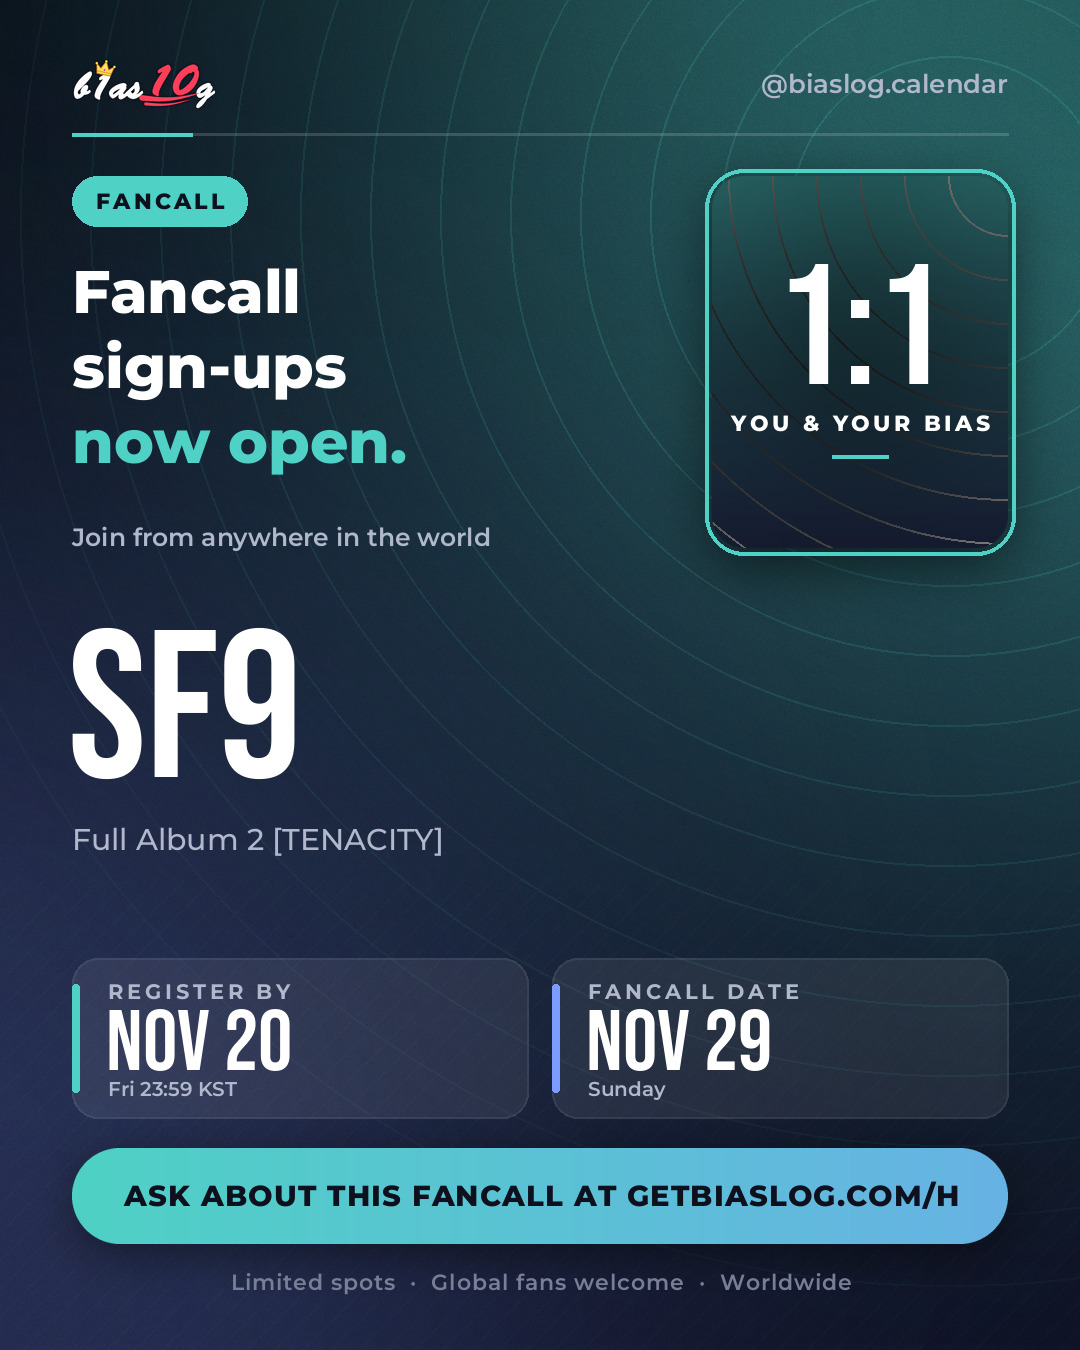 b1as10g
@biaslog.calendar
FANCALL
Fancall
sign-ups
now open.
Join from anywhere in the world
1:1
YOU & YOUR BIAS
SF9
Full Album 2 [TENACITY]
REGISTER BY
NOV 20
Fri 23:59 KST
FANCALL DATE
NOV 29
Sunday
ASK ABOUT THIS FANCALL AT GETBIASLOG.COM/H
Limited spots · Global fans welcome · Worldwide